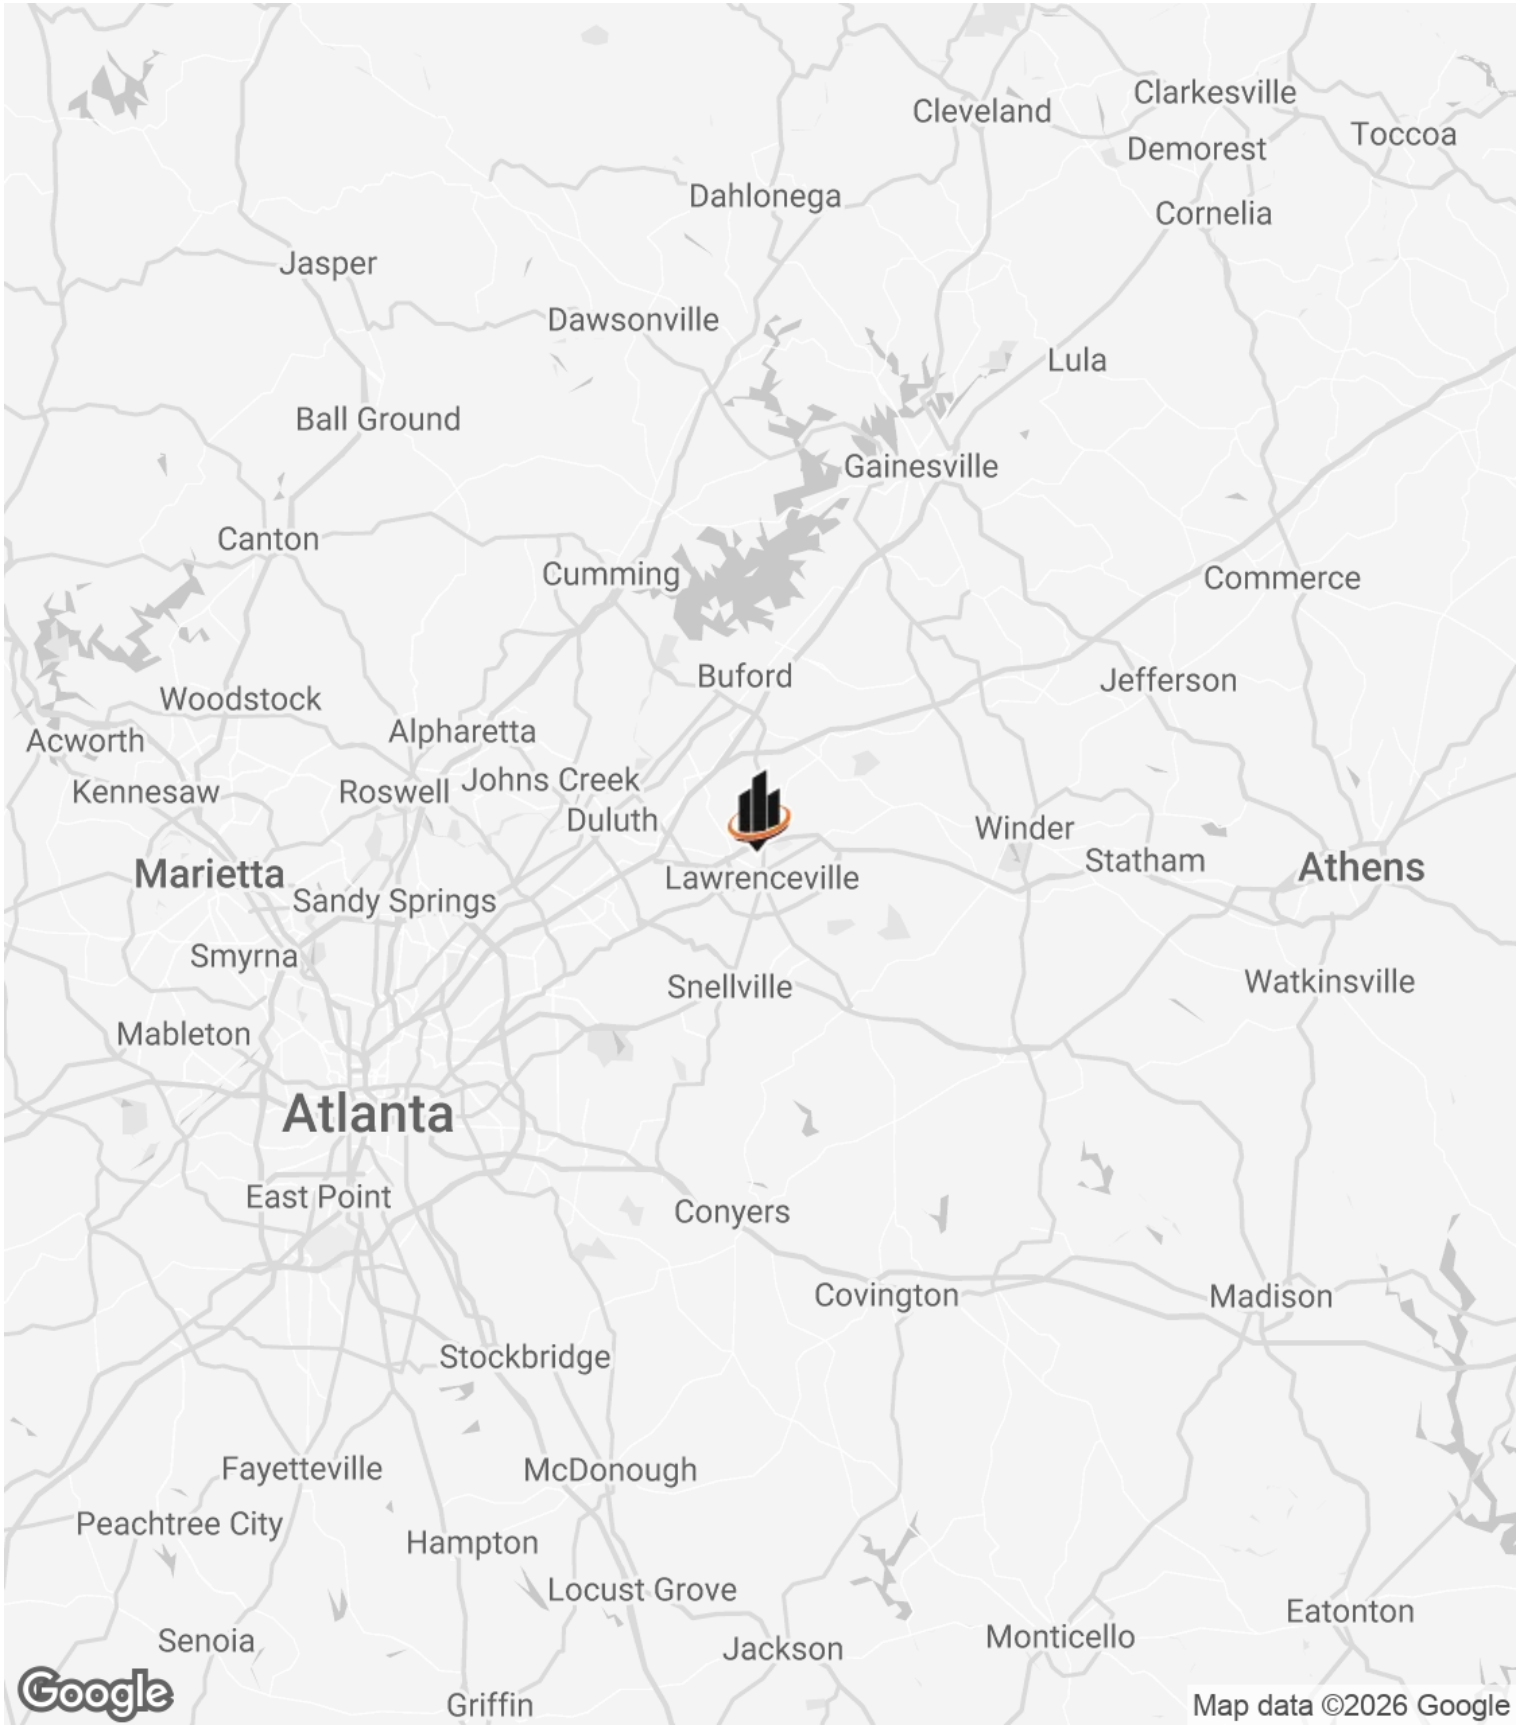 Cleveland
Clarkesville
Toccoa
Demorest
Dahlonega
Cornelia
Jasper
Dawsonville
Lula
Ball Ground
Gainesville
Canton
Cumming
Commerce
Buford
Jefferson
Woodstock
Alpharetta
Acworth
Kennesaw
Roswell
Johns Creek
Duluth
Winder
Statham
Athens
Marietta
Lawrenceville
Sandy Springs
Smyrna
Snellville
Watkinsville
Mableton
Atlanta
East Point
Conyers
Covington
Madison
Stockbridge
Fayetteville
McDonough
Peachtree City
Hampton
Locust Grove
Eatonton
Senoia
Jackson
Monticello
Google
Griffin
Map data ©2026 Google